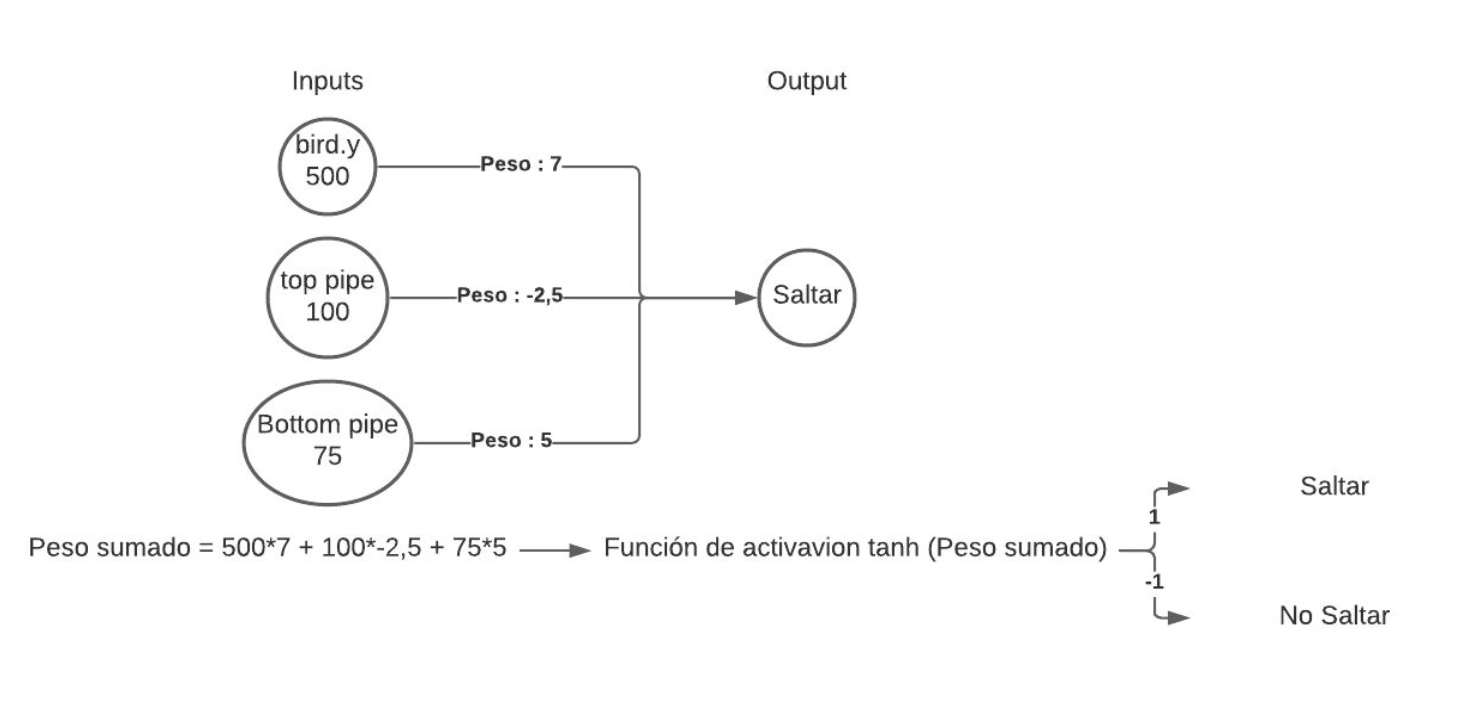 Inputs
Output
bird.y
500
Peso : 7
top pipe
100
Peso : -2,5
Saltar
Bottom pipe
75
Peso : 5
Peso sumado = 500*7 + 100*-2,5 + 75*5
Función de activavion tanh (Peso sumado)
1
Saltar
-1
No Saltar